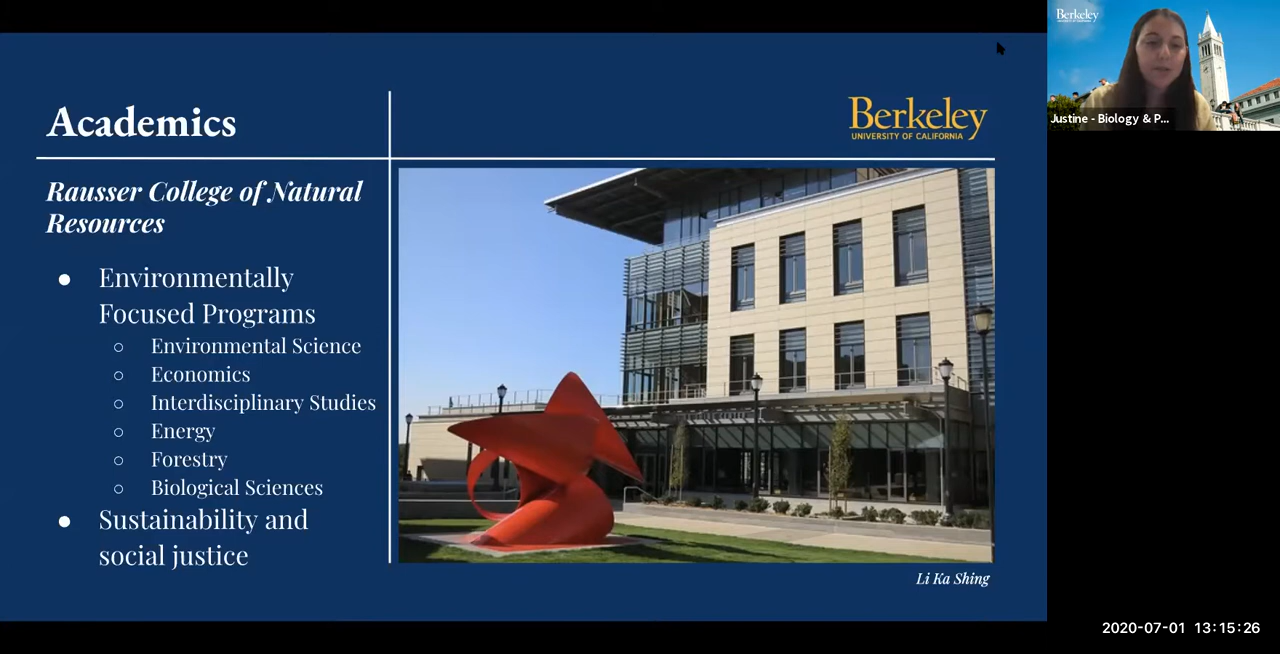 Academics
Berkeley
UNIVERSITY OF CALIFORNIA
Rausser College of Natural
Resources
● Environmentally
Focused Programs
○ Environmental Science
○ Economics
○ Interdisciplinary Studies
○ Energy
○ Forestry
○ Biological Sciences
● Sustainability and
social justice
Li Ka Shing
Berkeley
Justine - Biology & P...
2020-07-01 13:15:26